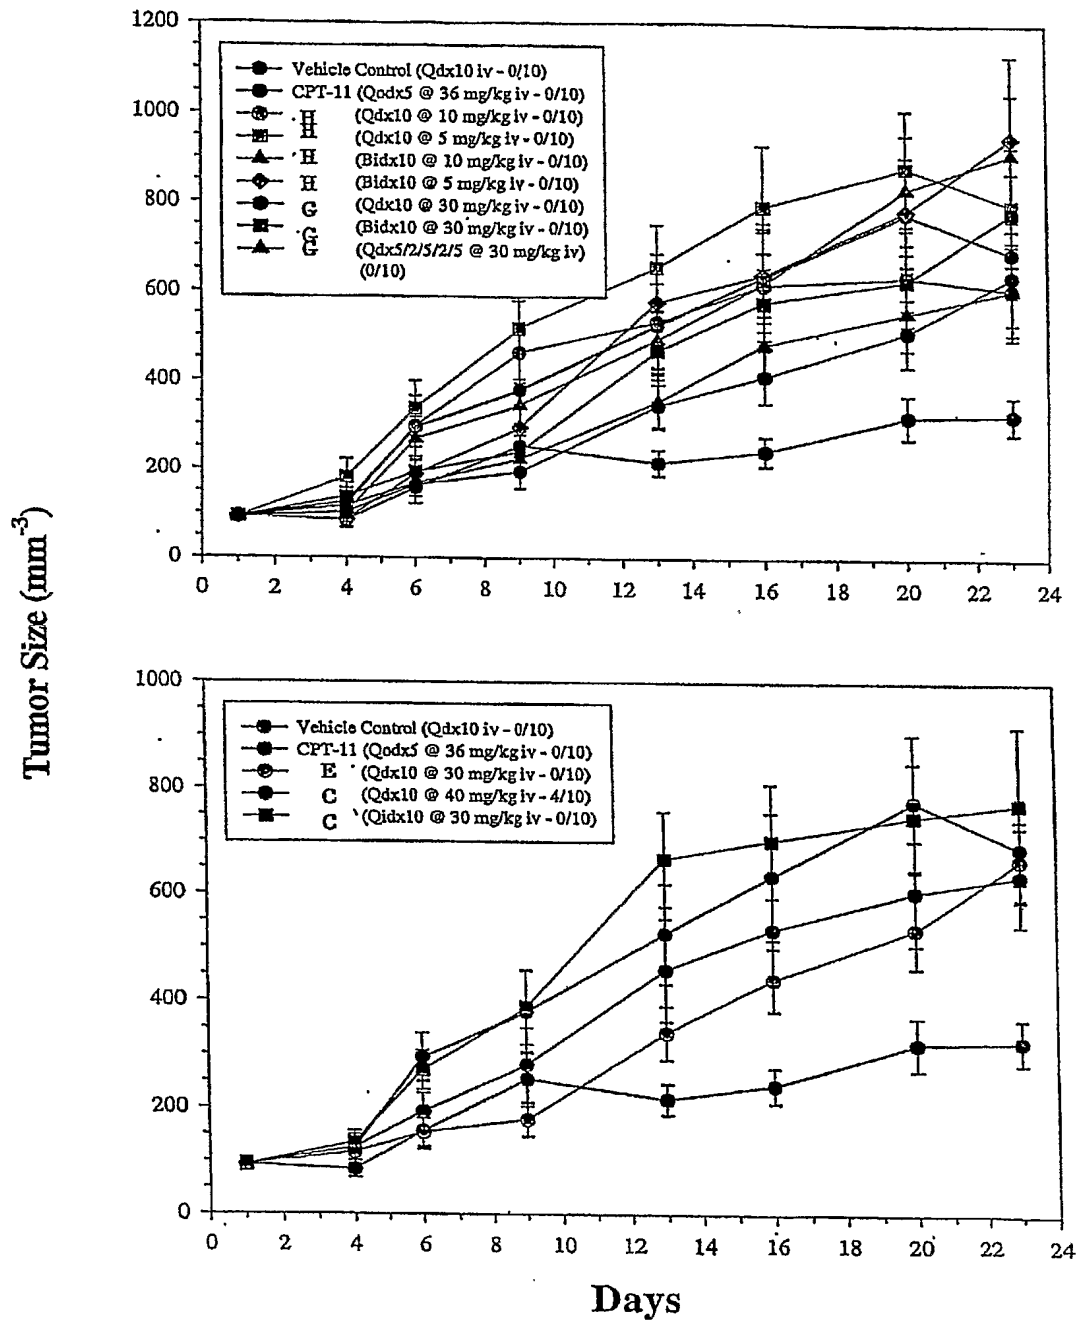 Tumor Size (mm-3)
1200
1000
800
600
400
200
0
Vehicle Control (Qdx10 iv - 0/10)
CPT-11 (Qodx5 @ 36 mg/kg iv - 0/10)
H (Qdx10 @ 10 mg/kg iv - 0/10)
H (Qdx10 @ 5 mg/kg iv - 0/10)
H (Bidx10 @ 10 mg/kg iv - 0/10)
H (Bidx10 @ 5 mg/kg iv - 0/10)
G (Qdx10 @ 30 mg/kg iv - 0/10)
G (Bidx10 @ 30 mg/kg iv - 0/10)
G (Qdx5/2/5/2/5 @ 30 mg/kg iv)
(0/10)
0 2 4 6 8 10 12 14 16 18 20 22 24
1000
800
600
400
200
0
Vehicle Control (Qdx10 iv - 0/10)
CPT-11 (Qodx5 @ 36 mg/kg iv - 0/10)
E (Qdx10 @ 30 mg/kg iv - 0/10)
C (Qdx10 @ 40 mg/kg iv - 4/10)
C (Qidx10 @ 30 mg/kg iv - 0/10)
0 2 4 6 8 10 12 14 16 18 20 22 24
Days